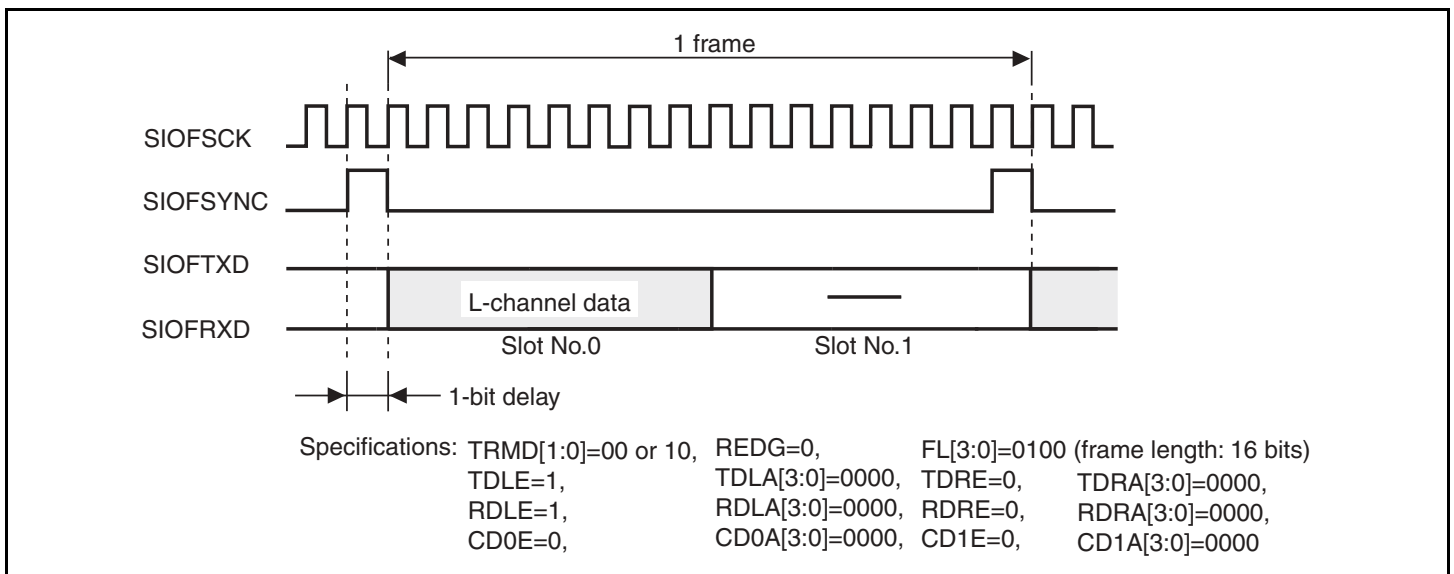 1 frame
SIOFSCK
SIOFSYNC
SIOFTXD
L-channel data
SIOFRXD
Slot No.0 Slot No.1
1-bit delay
Specifications: TRMD[1:0]=00 or 10, REDG=0, FL[3:0]=0100 (frame length: 16 bits)
TDLE=1, TDLA[3:0]=0000, TDRE=0, TDRA[3:0]=0000,
RDLE=1, RDLA[3:0]=0000, RDRE=0, RDRA[3:0]=0000,
CD0E=0, CD0A[3:0]=0000, CD1E=0, CD1A[3:0]=0000